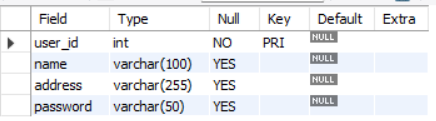 Field Type Null Key Default Extra
user_id int NO PRI NULL
name varchar(100) YES NULL
address varchar(255) YES NULL
password varchar(50) YES NULL